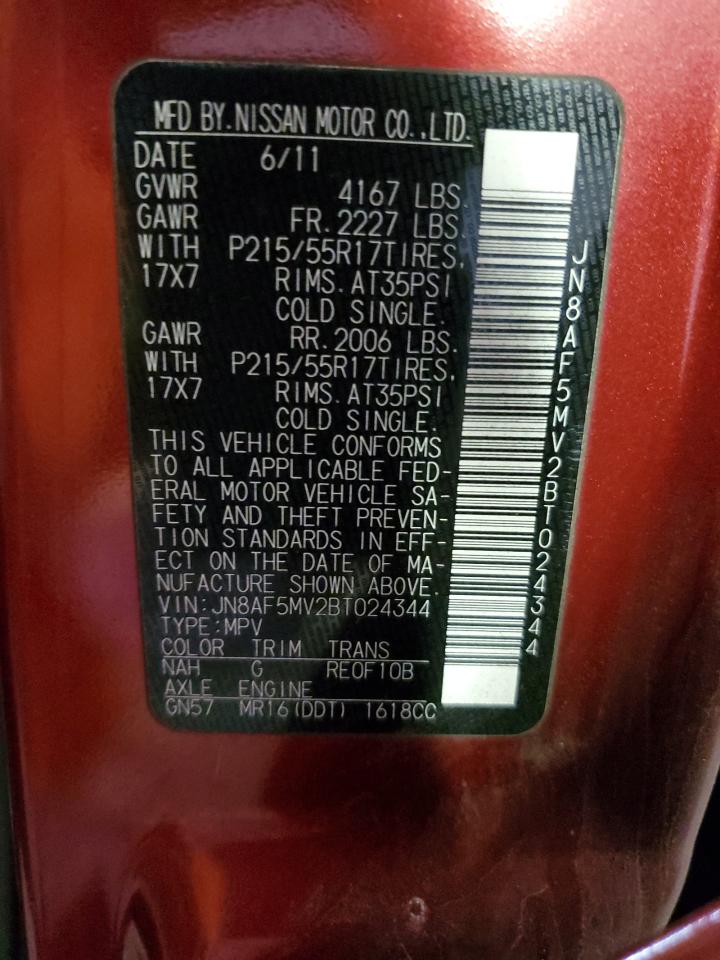 MFD BY.NISSAN MOTOR CO.,LTD.
DATE 6/11
GVWR 4167 LBS.
GAWR FR.2227 LBS.
WITH P215/55R17TIRES,
17X7 RIMS.AT35PSI
COLD SINGLE.
GAWR RR.2006 LBS.
WITH P215/55R17TIRES,
17X7 RIMS.AT35PSI
COLD SINGLE.
THIS VEHICLE CONFORMS
TO ALL APPLICABLE FED-
ERAL MOTOR VEHICLE SA-
FETY AND THEFT PREVEN-
TION STANDARDS IN EFF-
ECT ON THE DATE OF MA-
NUFACTURE SHOWN ABOVE.
VIN:JN8AF5MV2BT024344
TYPE:MPV
COLOR TRIM TRANS
NAH G RE0F10B
AXLE ENGINE
GN57 MR16(DDT) 1618CC
JN8AF5MV2BT024344